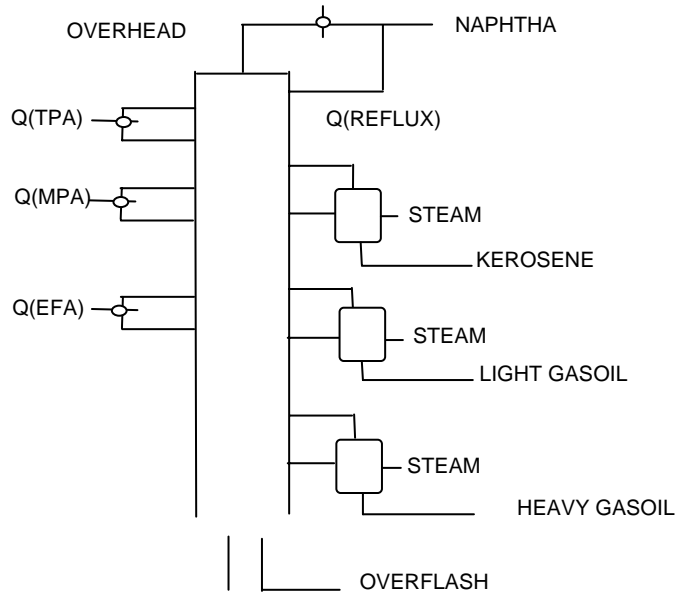 OVERHEAD
NAPHTHA
Q(TPA)
Q(REFLUX)
Q(MPA)
STEAM
KEROSENE
Q(EFA)
STEAM
LIGHT GASOIL
STEAM
HEAVY GASOIL
OVERFLASH